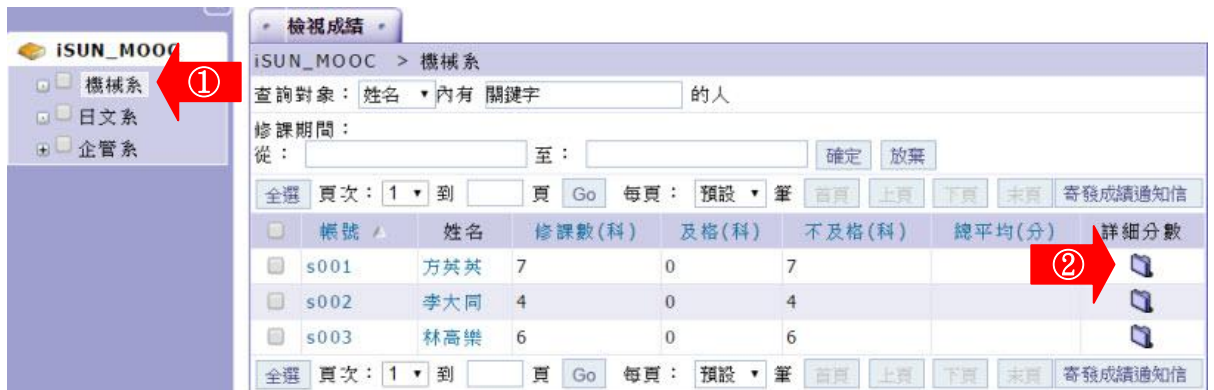 iSUN_MOOC
機械系
①
日文系
企管系
檢視成績
iSUN_MOOC > 機械系
查詢對象：姓名 內有 關鍵字 的人
修課期間：
從： 至： 確定 放棄
全選 頁次：1 到 頁 Go 每頁： 預設 筆 首頁 上頁 下頁 末頁 寄發成績通知信
帳號 姓名 修課數(科) 及格(科) 不及格(科) 總平均(分) 詳細分數
s001 方英英 7 0 7 ②
s002 李大同 4 0 4
s003 林高樂 6 0 6
全選 頁次：1 到 頁 Go 每頁： 預設 筆 首頁 上頁 下頁 末頁 寄發成績通知信